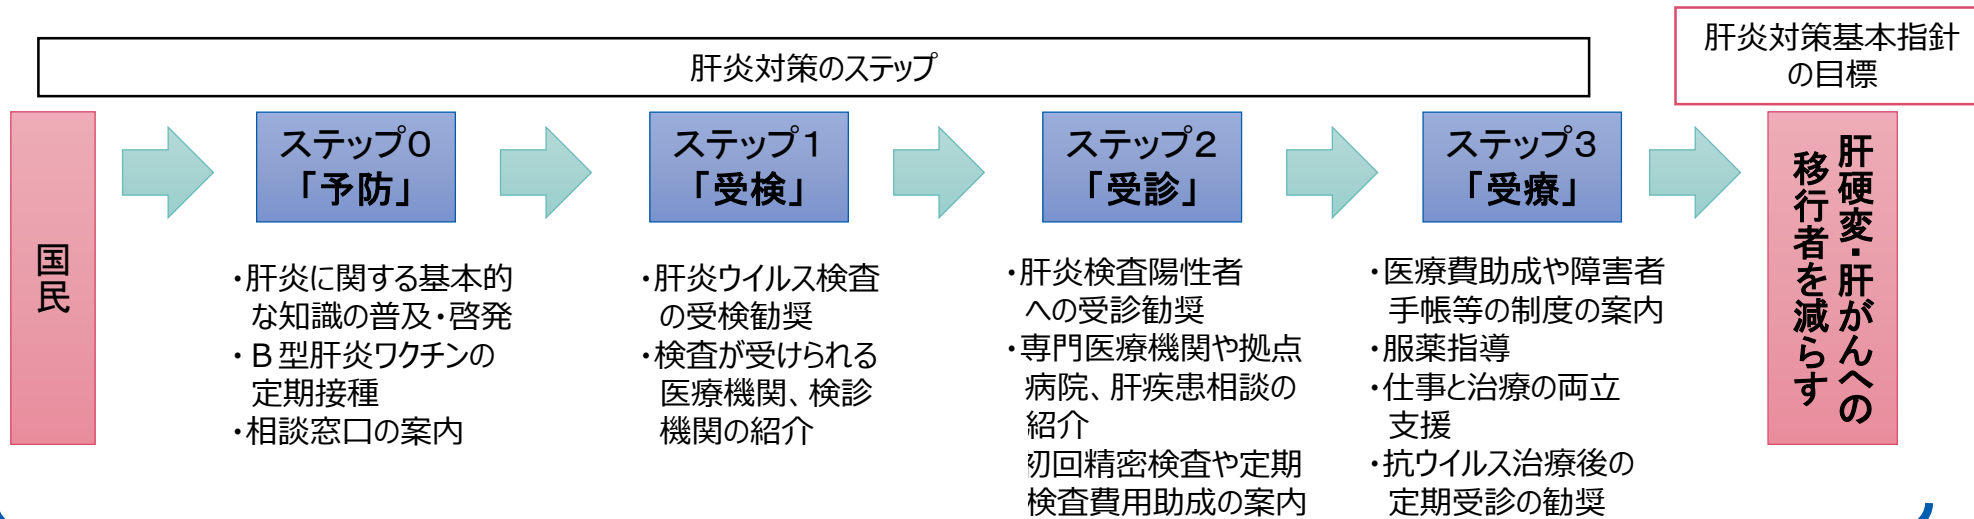 肝炎対策のステップ
肝炎対策基本指針
の目標
国民
ステップ0
「予防」
・肝炎に関する基本的
な知識の普及・啓発
・B型肝炎ワクチンの
定期接種
・相談窓口の案内
ステップ1
「受検」
・肝炎ウイルス検査
の受検勧奨
・検査が受けられる
医療機関、検診
機関の紹介
ステップ2
「受診」
・肝炎検査陽性者
への受診勧奨
・専門医療機関や拠点
病院、肝疾患相談の
紹介
初回精密検査や定期
検査費用助成の案内
ステップ3
「受療」
・医療費助成や障害者
手帳等の制度の案内
・服薬指導
・仕事と治療の両立
支援
・抗ウイルス治療後の
定期受診の勧奨
肝硬変・肝がんへの
移行者を減らす